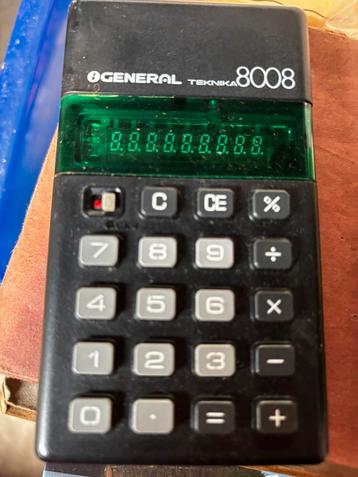 GENERAL TEKNIKA 8008
8.8.8.8.8.8.8.8.8.
C CE %
7 8 9 ÷
4 5 6 ×
1 2 3 −
0 · = +